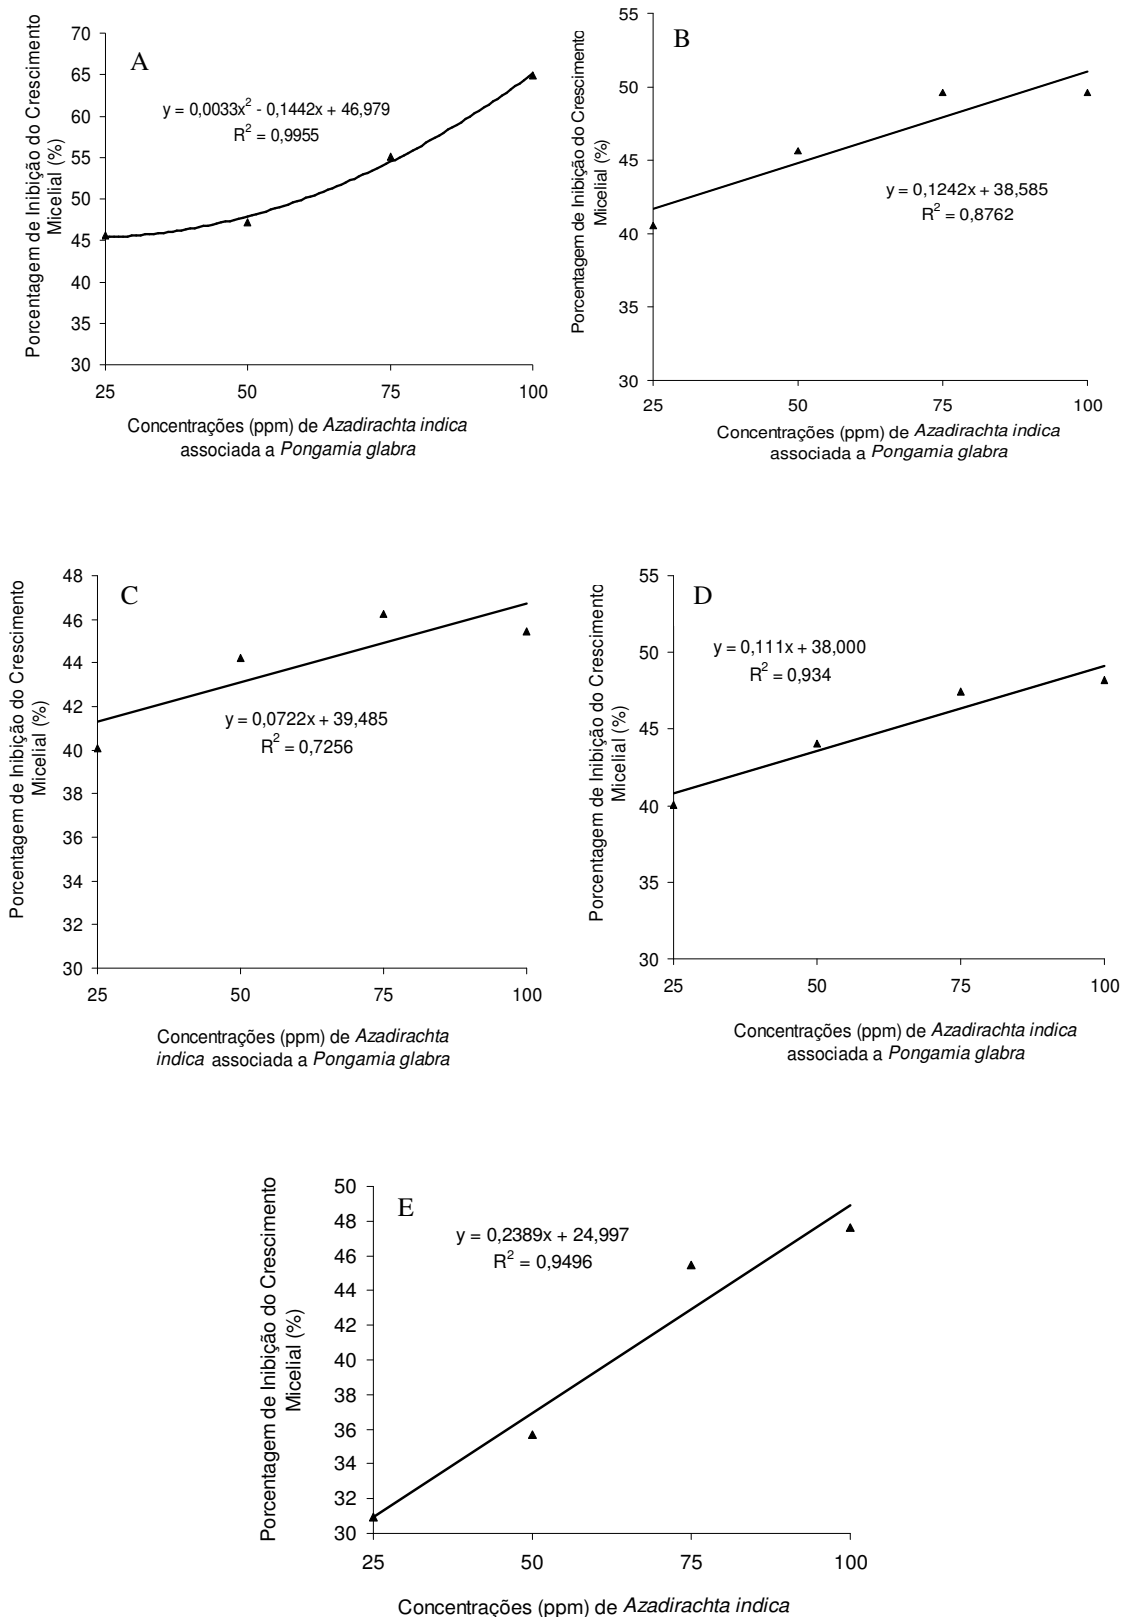 A
Porcentagem de Inibição do Crescimento
Micelial (%)
70
65
60
55
50
45
40
35
30
y = 0,0033x² - 0,1442x + 46,979
R² = 0,9955
25 50 75 100
Concentrações (ppm) de Azadirachta indica
associada a Pongamia glabra
B
Porcentagem de Inibição do Crescimento
Micelial (%)
55
50
45
40
35
30
y = 0,1242x + 38,585
R² = 0,8762
25 50 75 100
Concentrações (ppm) de Azadirachta indica
associada a Pongamia glabra
C
Porcentagem de Inibição do Crescimento
Micelial (%)
48
46
44
42
40
38
36
34
32
30
y = 0,0722x + 39,485
R² = 0,7256
25 50 75 100
Concentrações (ppm) de Azadirachta
indica associada a Pongamia glabra
D
Porcentagem de Inibição do Crescimento
Micelial (%)
55
50
45
40
35
30
y = 0,111x + 38,000
R² = 0,934
25 50 75 100
Concentrações (ppm) de Azadirachta indica
associada a Pongamia glabra
E
Porcentagem de Inibição do Crescimento
Micelial (%)
50
48
46
44
42
40
38
36
34
32
30
y = 0,2389x + 24,997
R² = 0,9496
25 50 75 100
Concentrações (ppm) de Azadirachta indica